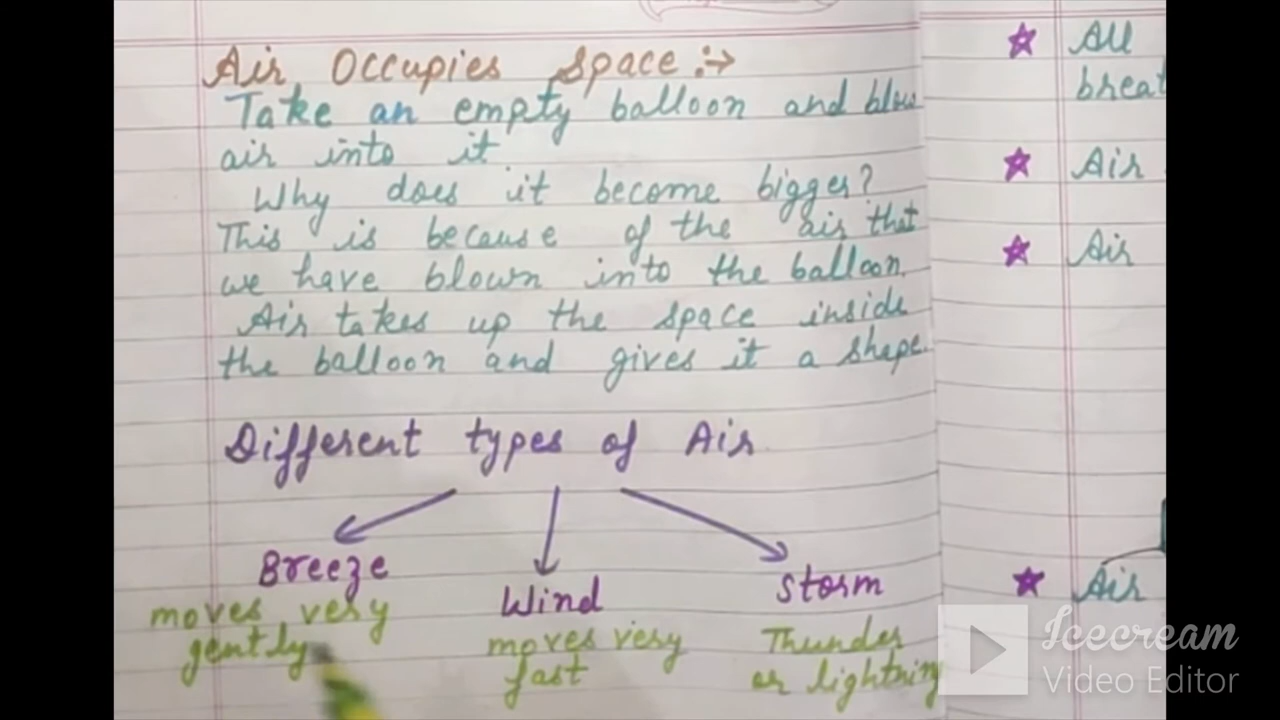 Air Occupies Space :→
Take an empty balloon and blow
air into it
Why does it become bigger?
This is because of the air that
we have blown into the balloon.
Air takes up the space inside
the balloon and gives it a shape.
Different types of Air
Breeze
moves very
gently
Wind
moves very
fast
Storm
Thunder
or lightning
All
breat
Air
Air
Air
Icecream
Video Editor